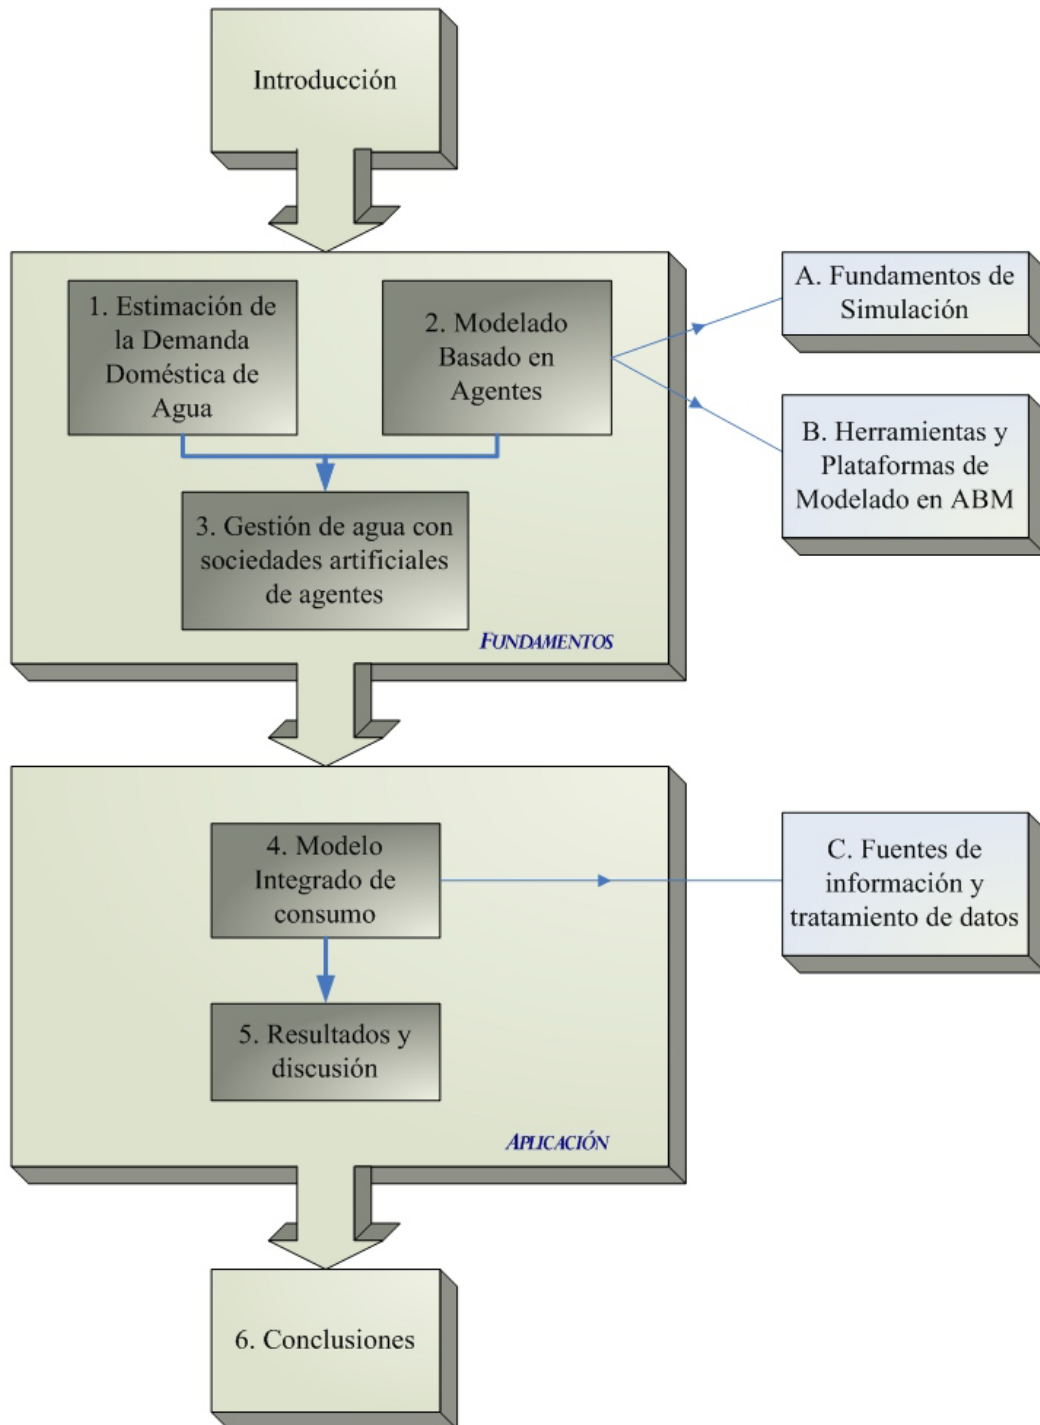 Introducción
1. Estimación de
la Demanda
Doméstica de
Agua
2. Modelado
Basado en
Agentes
A. Fundamentos de
Simulación
B. Herramientas y
Plataformas de
Modelado en ABM
3. Gestión de agua con
sociedades artificiales
de agentes
FUNDAMENTOS
4. Modelo
Integrado de
consumo
C. Fuentes de
información y
tratamiento de datos
5. Resultados y
discusión
APLICACIÓN
6. Conclusiones